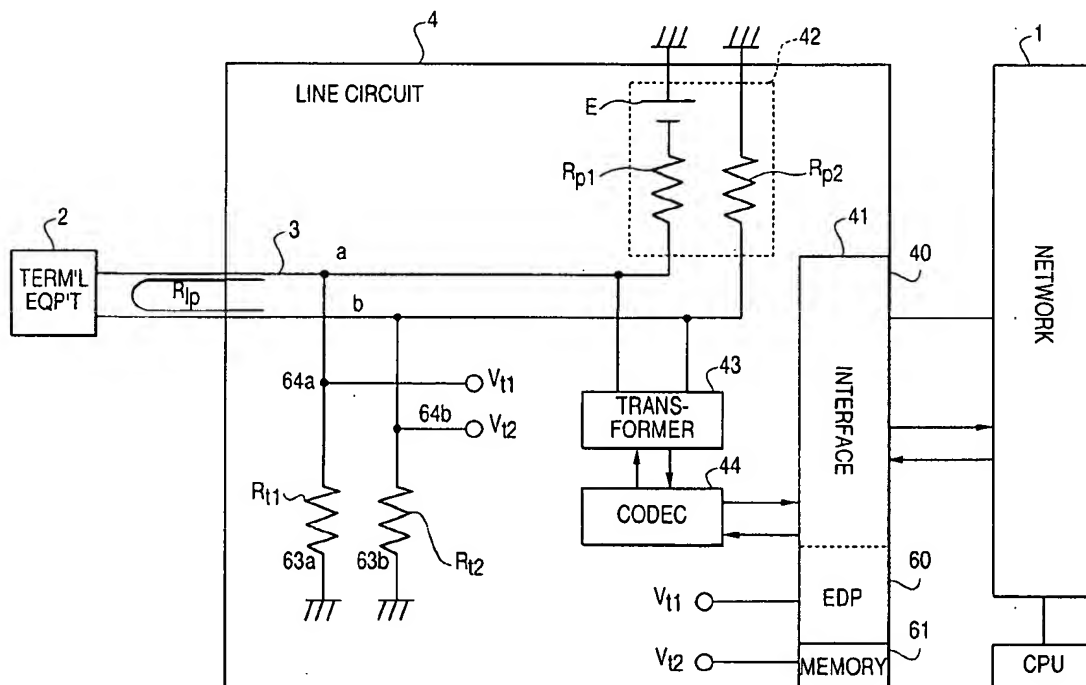 4
42
1
LINE CIRCUIT
E
Rp1
Rp2
2
3
a
41
40
TERM'L
EQP'T
Rlp
b
NETWORK
64a
Vt1
64b
Vt2
43
TRANS-
FORMER
INTERFACE
44
CODEC
Rt1
Rt2
63a
63b
60
Vt1
EDP
61
Vt2
MEMORY
CPU